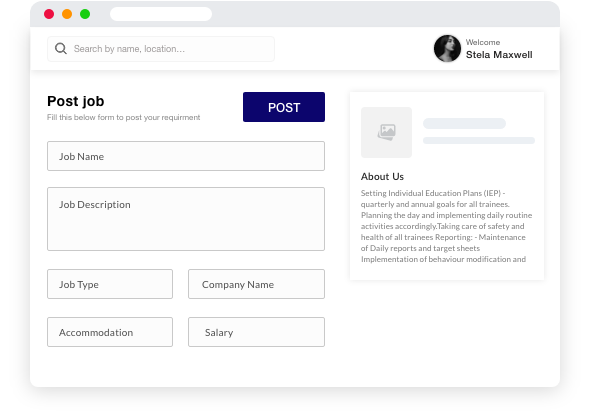 Search by name, location...
Welcome
Stela Maxwell
Post job
Fill this below form to post your requirment
POST
Job Name
Job Description
Job Type
Company Name
Accommodation
Salary
About Us
Setting Individual Education Plans (IEP) -
quarterly and annual goals for all trainees.
Planning the day and implementing daily routine
activities accordingly.Taking care of safety and
health of all trainees Reporting: - Maintenance
of Daily reports and target sheets
Implementation of behaviour modification and